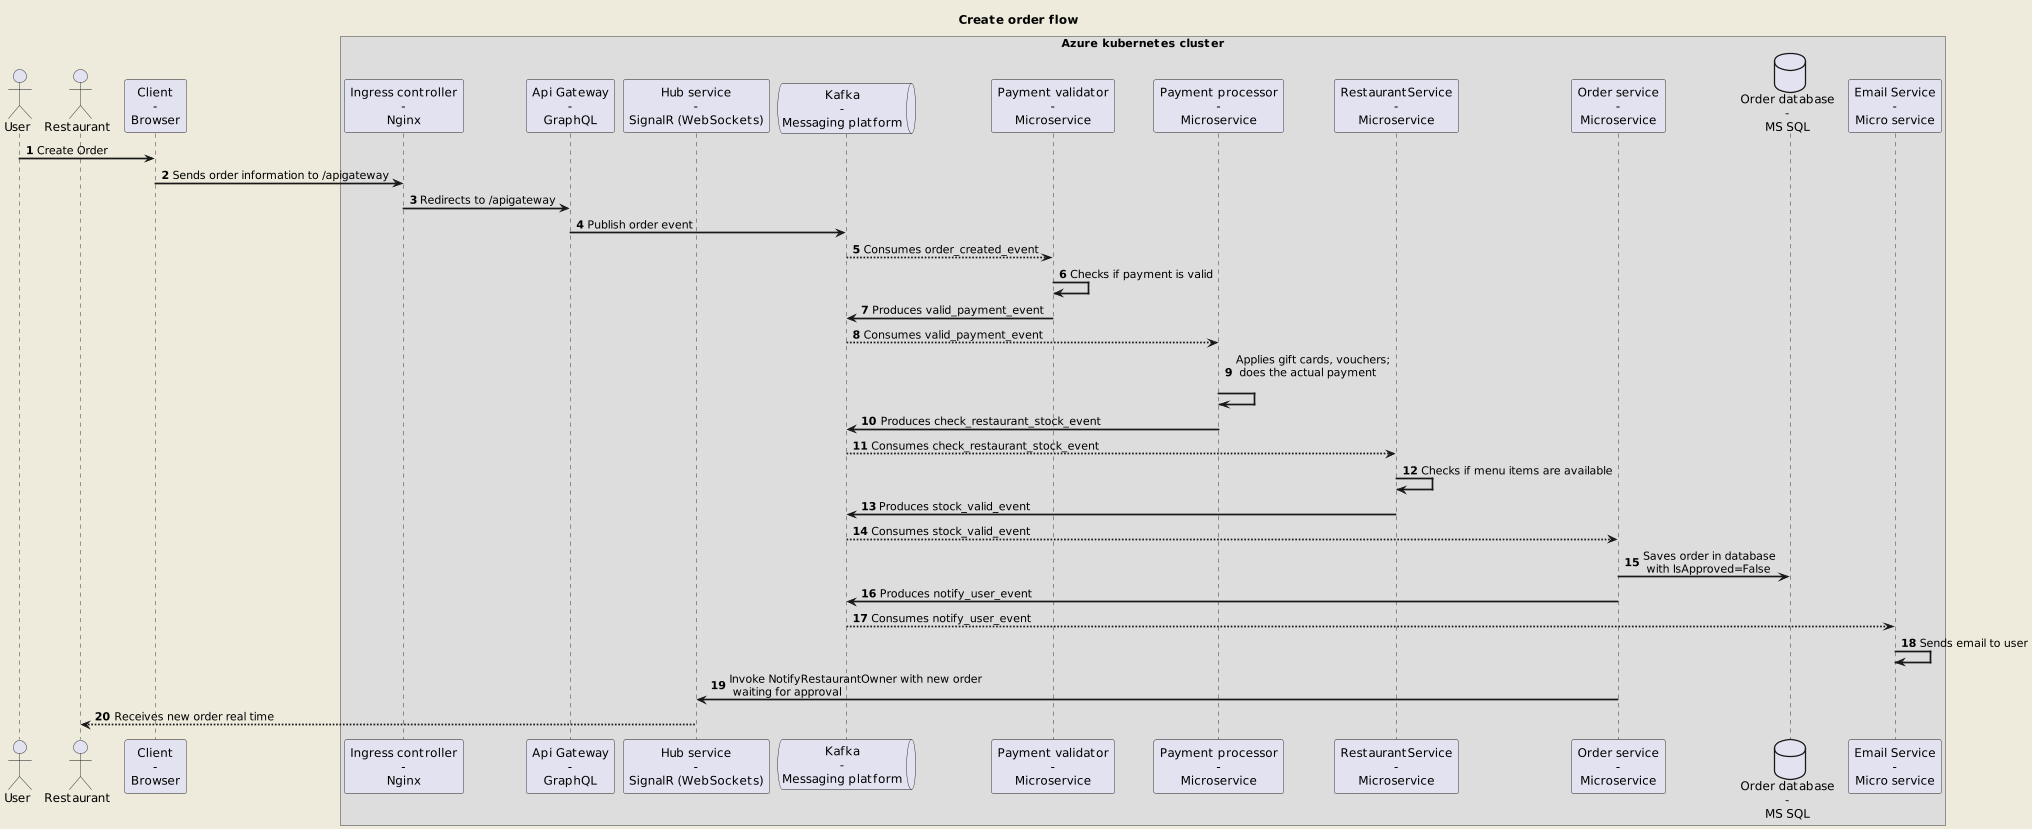 Create order flow
Azure kubernetes cluster
User
Restaurant
Client
-
Browser
Ingress controller
-
Nginx
Api Gateway
-
GraphQL
Hub service
-
SignalR (WebSockets)
Kafka
-
Messaging platform
Payment validator
-
Microservice
Payment processor
-
Microservice
RestaurantService
-
Microservice
Order service
-
Microservice
Order database
-
MS SQL
Email Service
-
Micro service
1 Create Order
2 Sends order information to /apigateway
3 Redirects to /apigateway
4 Publish order event
5 Consumes order_created_event
6 Checks if payment is valid
7 Produces valid_payment_event
8 Consumes valid_payment_event
Applies gift cards, vouchers;
9 does the actual payment
10 Produces check_restaurant_stock_event
11 Consumes check_restaurant_stock_event
12 Checks if menu items are available
13 Produces stock_valid_event
14 Consumes stock_valid_event
15 Saves order in database
with IsApproved=False
16 Produces notify_user_event
17 Consumes notify_user_event
18 Sends email to user
19 Invoke NotifyRestaurantOwner with new order
waiting for approval
20 Receives new order real time
User
Restaurant
Client
-
Browser
Ingress controller
-
Nginx
Api Gateway
-
GraphQL
Hub service
-
SignalR (WebSockets)
Kafka
-
Messaging platform
Payment validator
-
Microservice
Payment processor
-
Microservice
RestaurantService
-
Microservice
Order service
-
Microservice
Order database
-
MS SQL
Email Service
-
Micro service